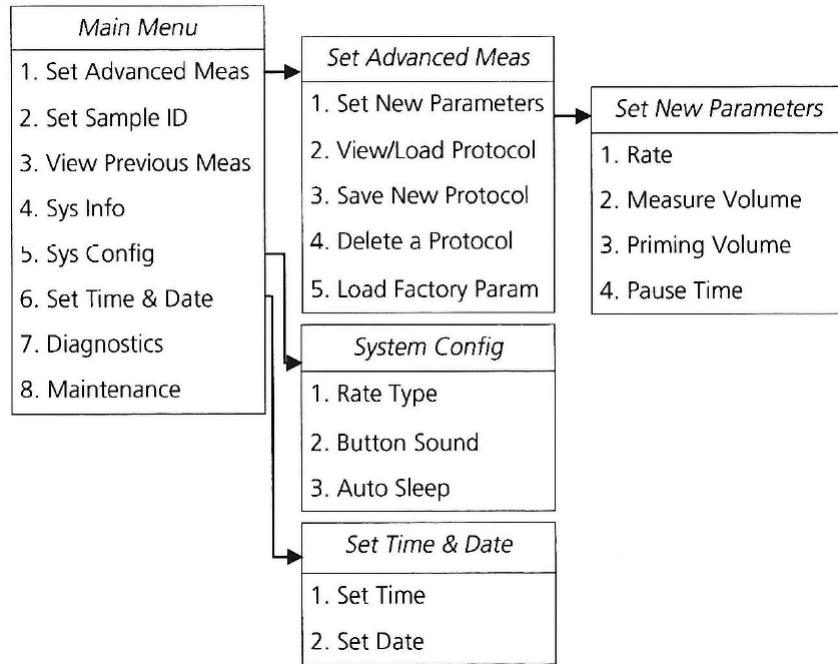 Main Menu
1. Set Advanced Meas
2. Set Sample ID
3. View Previous Meas
4. Sys Info
5. Sys Config
6. Set Time & Date
7. Diagnostics
8. Maintenance
Set Advanced Meas
1. Set New Parameters
2. View/Load Protocol
3. Save New Protocol
4. Delete a Protocol
5. Load Factory Param
Set New Parameters
1. Rate
2. Measure Volume
3. Priming Volume
4. Pause Time
System Config
1. Rate Type
2. Button Sound
3. Auto Sleep
Set Time & Date
1. Set Time
2. Set Date